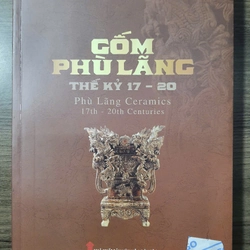 GỐM
PHÙ LÃNG
THẾ KỶ 17 - 20
Phù Lãng Ceramics
17th - 20th Centuries